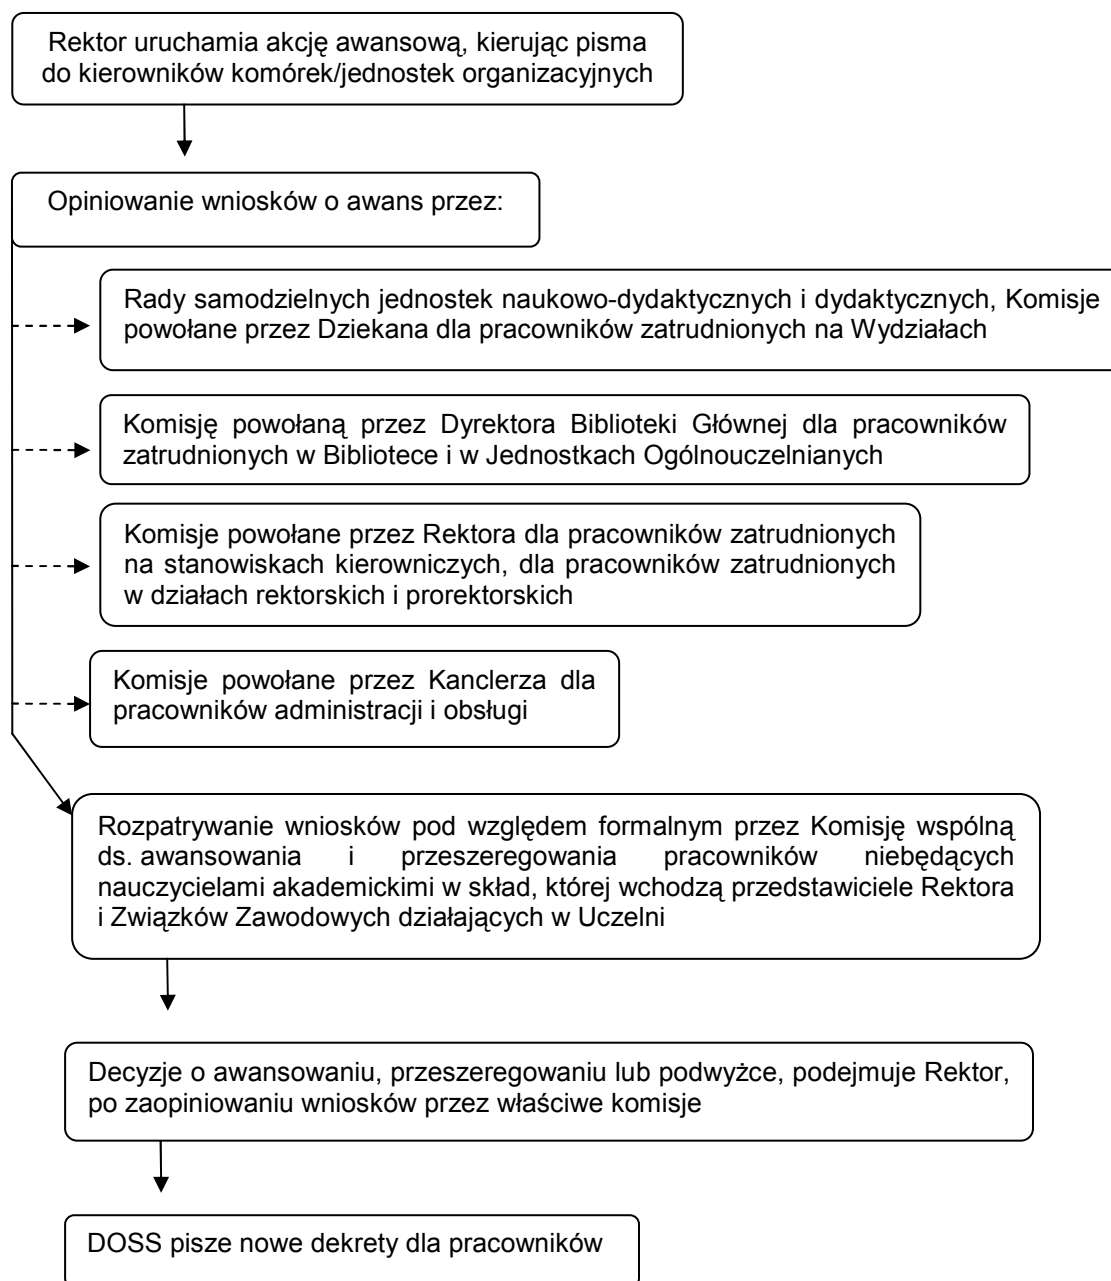 Rektor uruchamia akcję awansową, kierując pisma
do kierowników komórek/jednostek organizacyjnych
Opiniowanie wniosków o awans przez:
Rady samodzielnych jednostek naukowo-dydaktycznych i dydaktycznych, Komisje
powołane przez Dziekana dla pracowników zatrudnionych na Wydziałach
Komisję powołaną przez Dyrektora Biblioteki Głównej dla pracowników
zatrudnionych w Bibliotece i w Jednostkach Ogólnouczelnianych
Komisje powołane przez Rektora dla pracowników zatrudnionych
na stanowiskach kierowniczych, dla pracowników zatrudnionych
w działach rektorskich i prorektorskich
Komisje powołane przez Kanclerza dla
pracowników administracji i obsługi
Rozpatrywanie wniosków pod względem formalnym przez Komisję wspólną
ds. awansowania i przeszeregowania pracowników niebędących
nauczycielami akademickimi w skład, której wchodzą przedstawiciele Rektora
i Związków Zawodowych działających w Uczelni
Decyzje o awansowaniu, przeszeregowaniu lub podwyżce, podejmuje Rektor,
po zaopiniowaniu wniosków przez właściwe komisje
DOSS pisze nowe dekrety dla pracowników